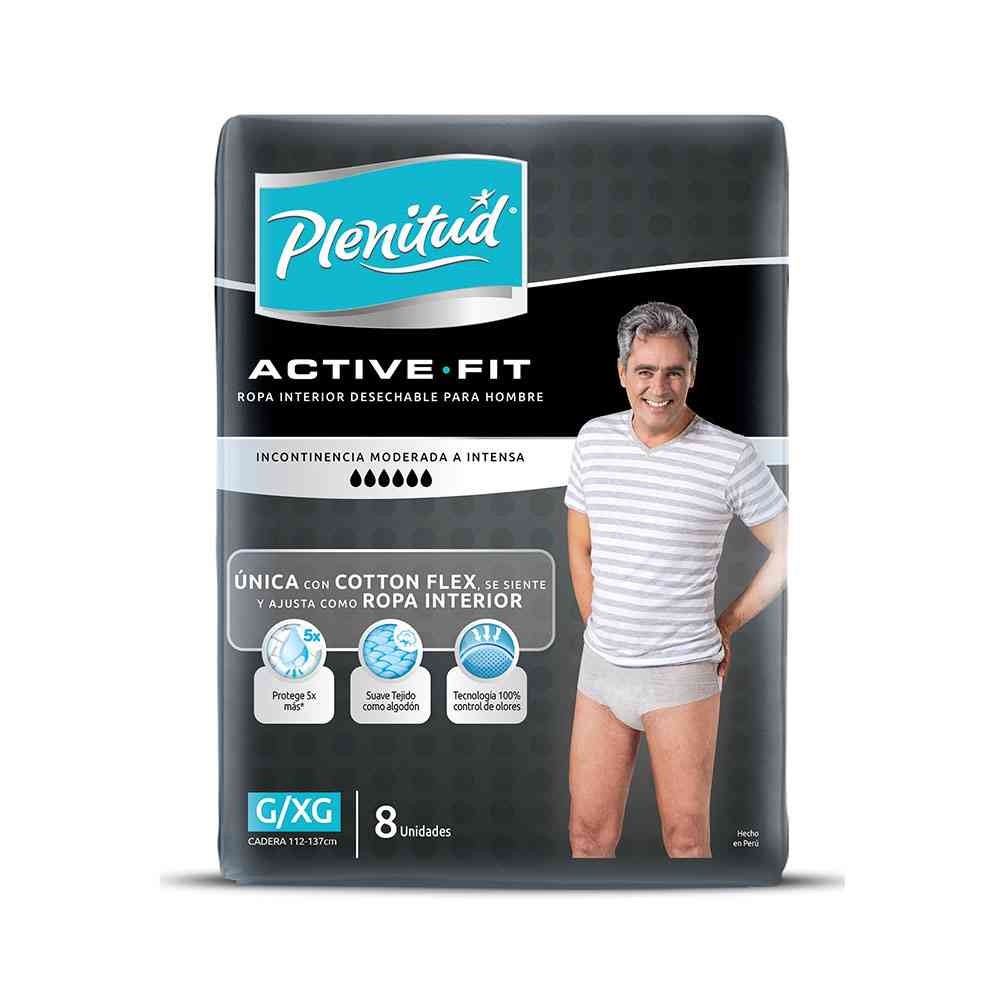 Plenitud®
ACTIVE·FIT
ROPA INTERIOR DESECHABLE PARA HOMBRE
INCONTINENCIA MODERADA A INTENSA
ÚNICA CON COTTON FLEX, SE SIENTE
Y AJUSTA COMO ROPA INTERIOR
5x
Protege 5x
más*
Suave Tejido
como algodón
Tecnología 100%
control de olores
G/XG
CADERA 112-137cm
8 Unidades
Hecho
en Perú